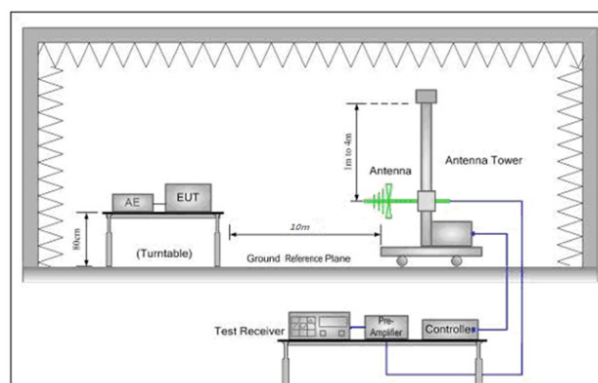 1m to 4m
Antenna
Antenna Tower
AE
EUT
80cm
(Turntable)
10m
Ground Reference Plane
Test Receiver
Pre-
Amplifier
Controller